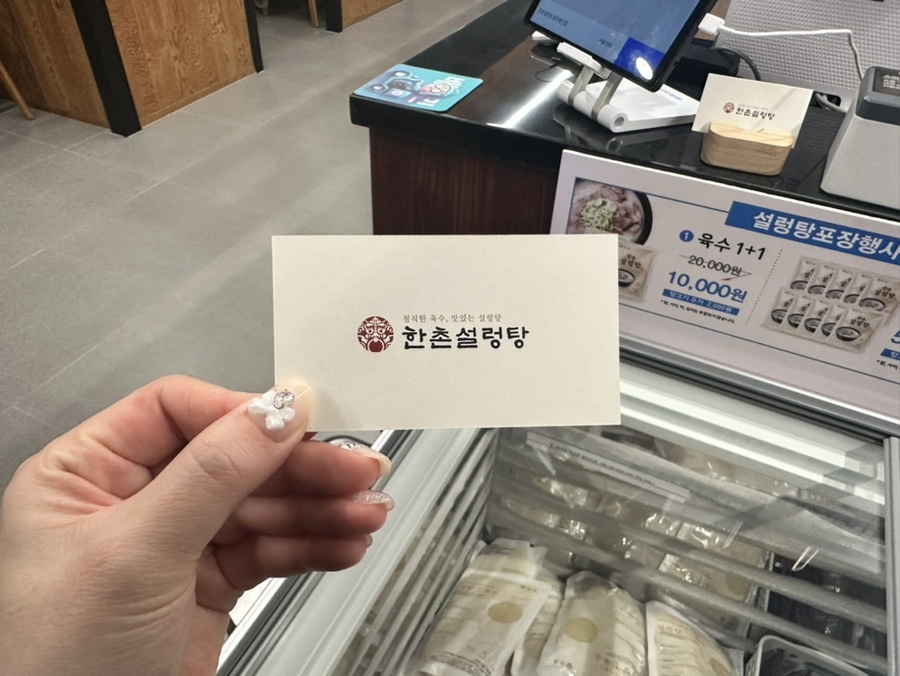 한촌설렁탕
설렁탕포장행사
1 육수 1+1
20,000원
10,000원
정직한 육수, 맛있는 설렁탕
한촌설렁탕